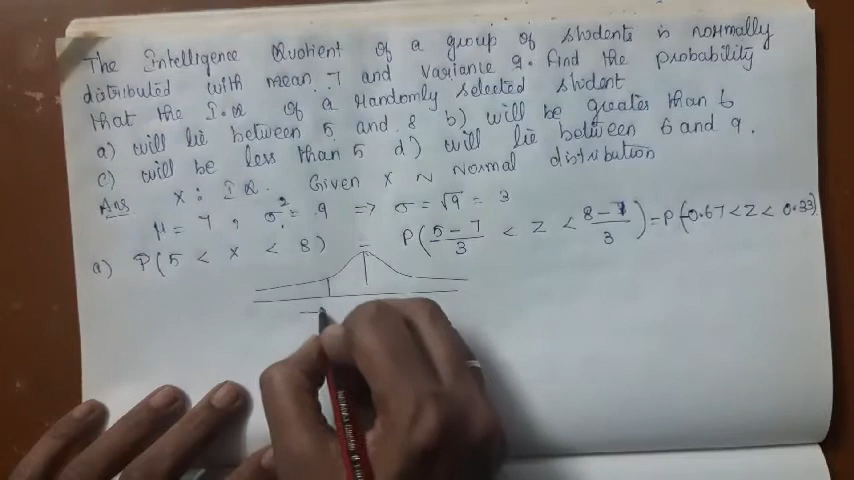 The Intelligence Quotient of a group of students is normally
distributed with mean 7 and variance 9. Find the probability
that the I.Q of a randomly selected student
a) will lie between 5 and 8 b) will be greater than 6
c) will be less than 5 d) will lie between 6 and 9.
Ans X : I Q. Given X ~ Normal distribution
μ = 7, σ² = 9 => σ = √9 = 3
a) P(5 < x < 8) = P(5-7/3 < Z < 8-7/3) = P(-0.67 < Z < 0.33)